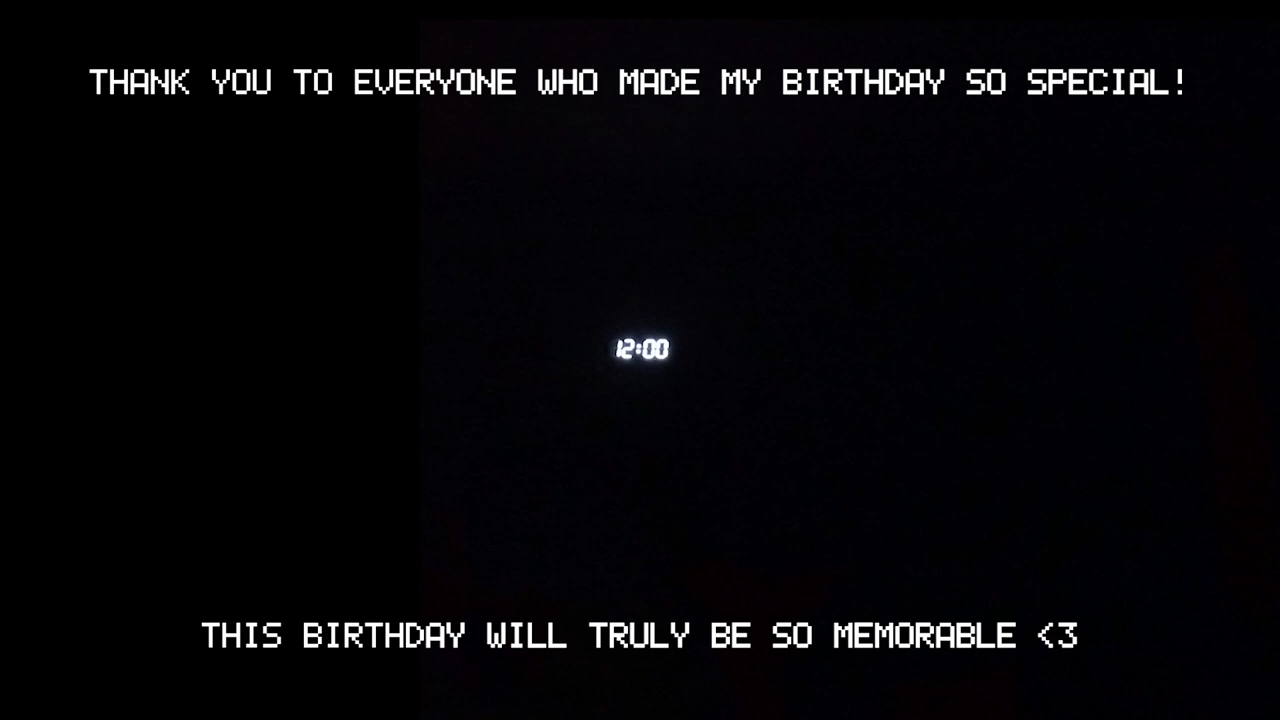 THANK YOU TO EVERYONE WHO MADE MY BIRTHDAY SO SPECIAL!
12:00
THIS BIRTHDAY WILL TRULY BE SO MEMORABLE <3